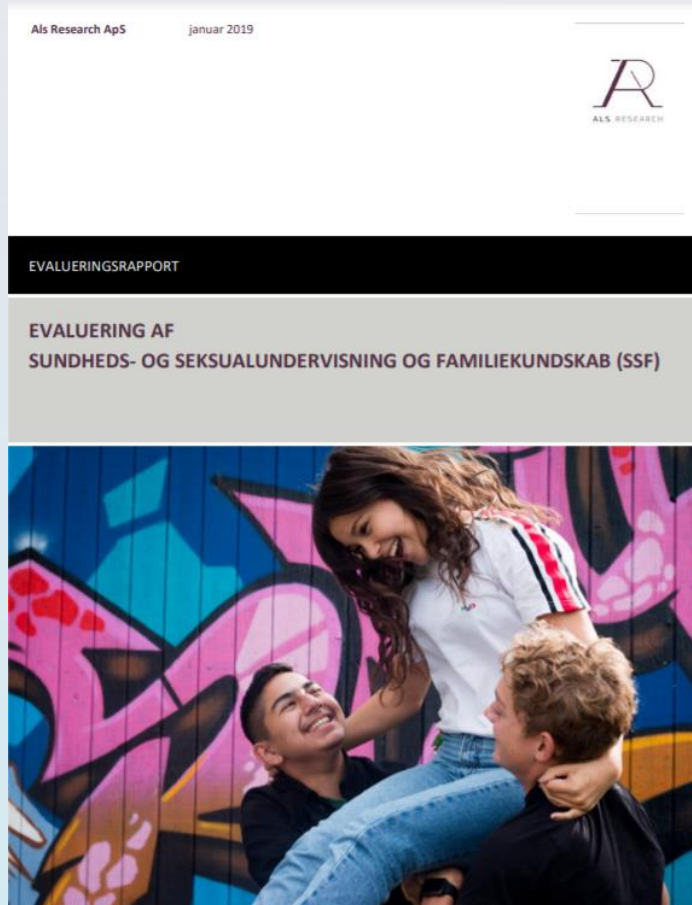 Als Research ApS januar 2019
ALS RESEARCH
EVALUERINGSRAPPORT
EVALUERING AF
SUNDHEDS- OG SEKSUALUNDERVISNING OG FAMILIEKUNDSKAB (SSF)